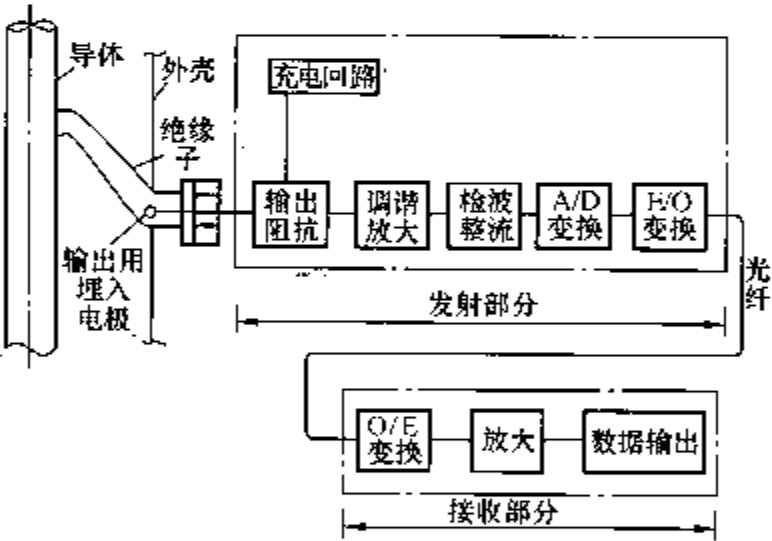 导体
外壳
绝缘
子
充电回路
输出
阻抗
调谐
放大
检波
整流
A/D
变换
E/O
变换
输出用
埋入
电极
光
纤
发射部分
O/E
变换
放大
数据输出
接收部分